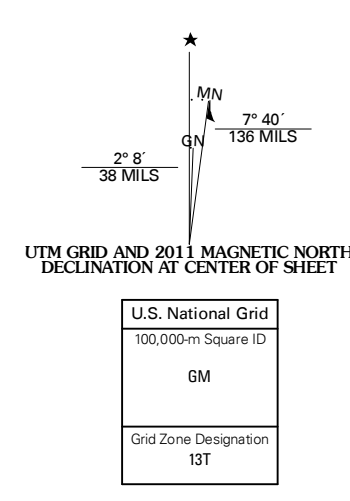 ★
MN
7° 40´
136 MILS
GN
2° 8´
38 MILS
UTM GRID AND 2011 MAGNETIC NORTH
DECLINATION AT CENTER OF SHEET
U.S. National Grid
100,000-m Square ID
GM
Grid Zone Designation
13T